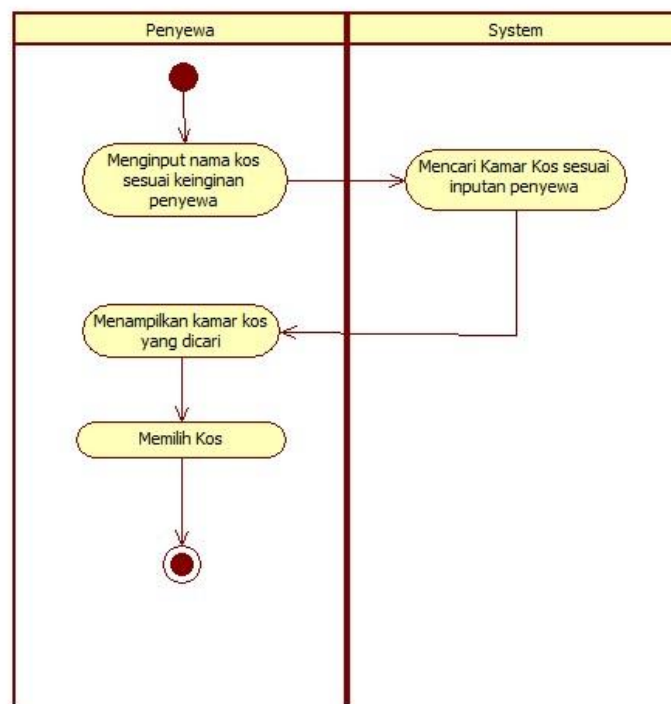 Penyewa
System
Menginput nama kos
sesuai keinginan
penyewa
Mencari Kamar Kos sesuai
inputan penyewa
Menampilkan kamar kos
yang dicari
Memilih Kos